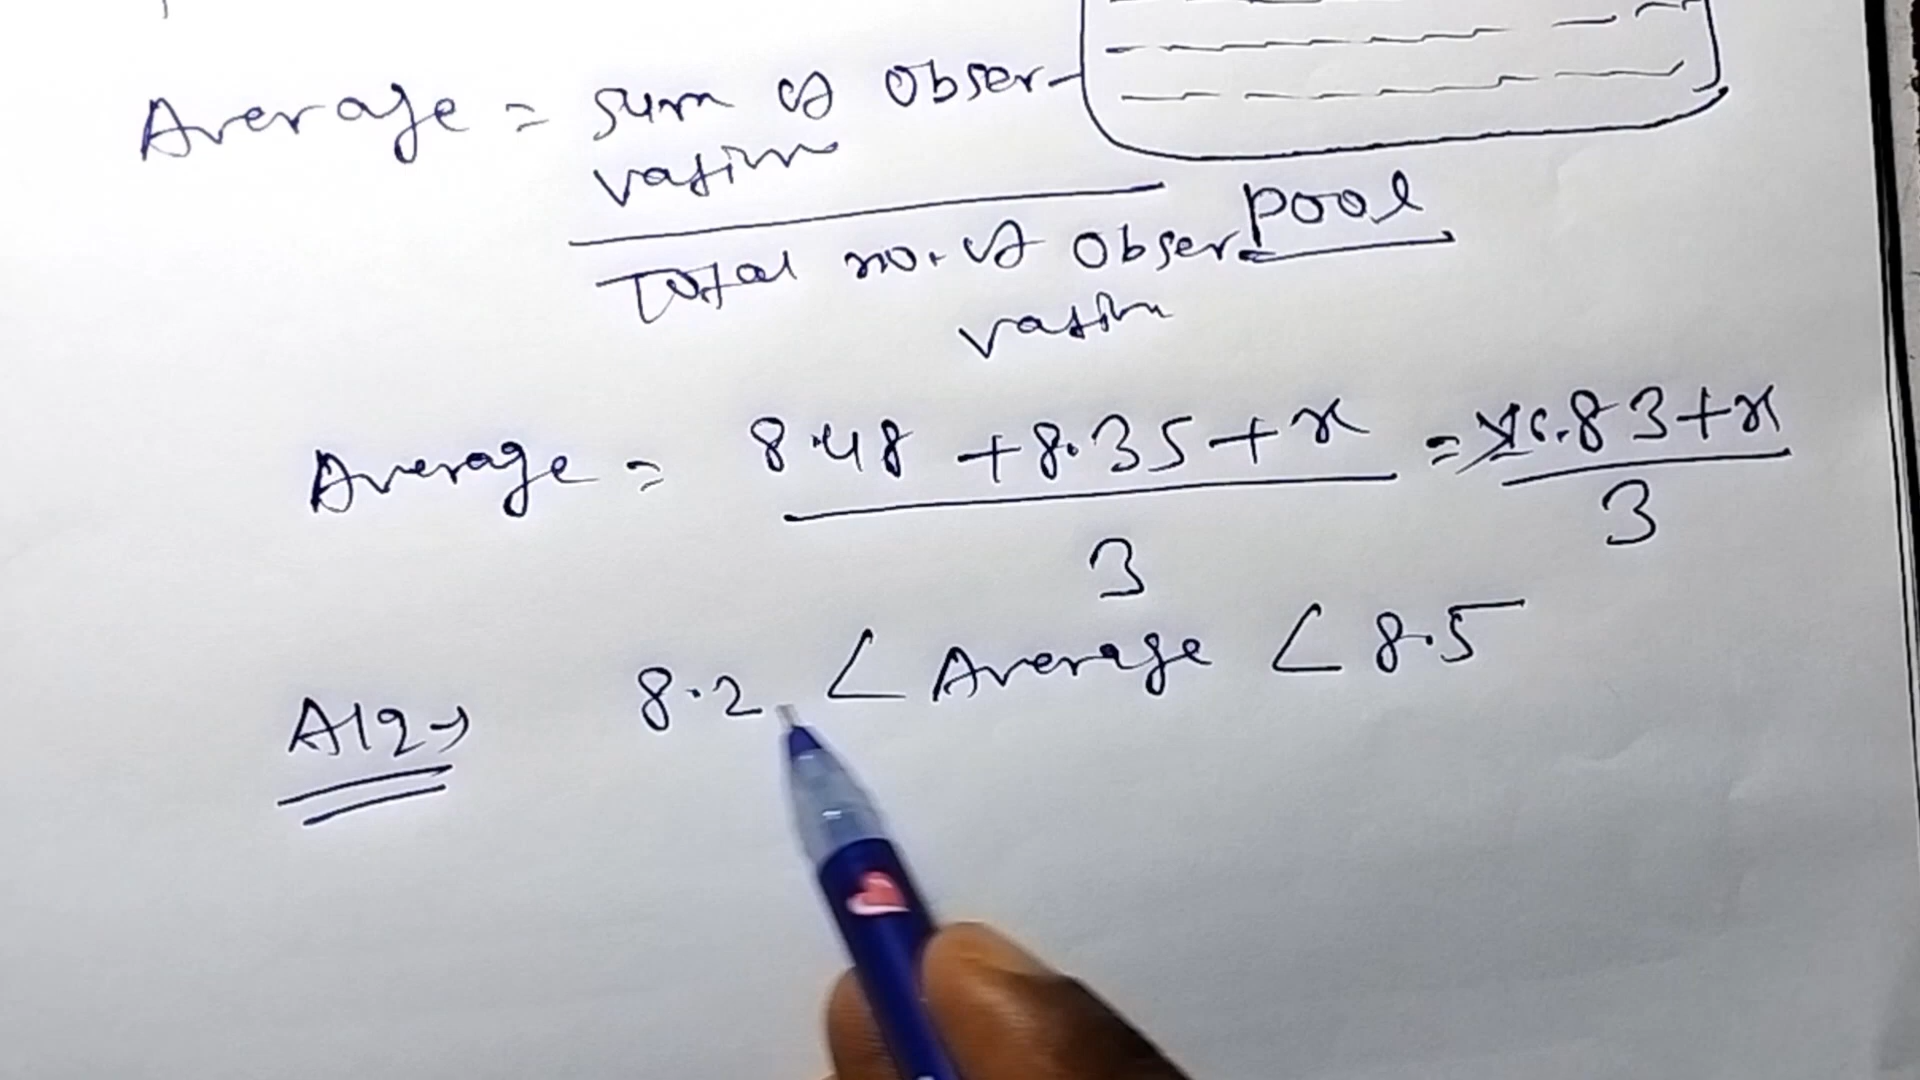 Average = sum of obser-
vation
Total no. of obser-
vation
pool
Average = 8.48 + 8.35 + x / 3 = 16.83 + x / 3
A/q→ 8.2 < Average < 8.5